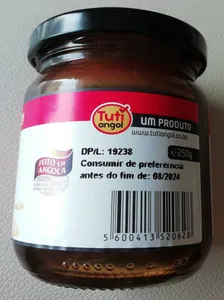 Tuti
angol
UM PRODUTO
www.tutiangol.co.ao
℮250g
DP/L: 19238
Consumir de preferência
antes do fim de: 08/2024
FEITO EM
ANGOLA
5 600413 520628